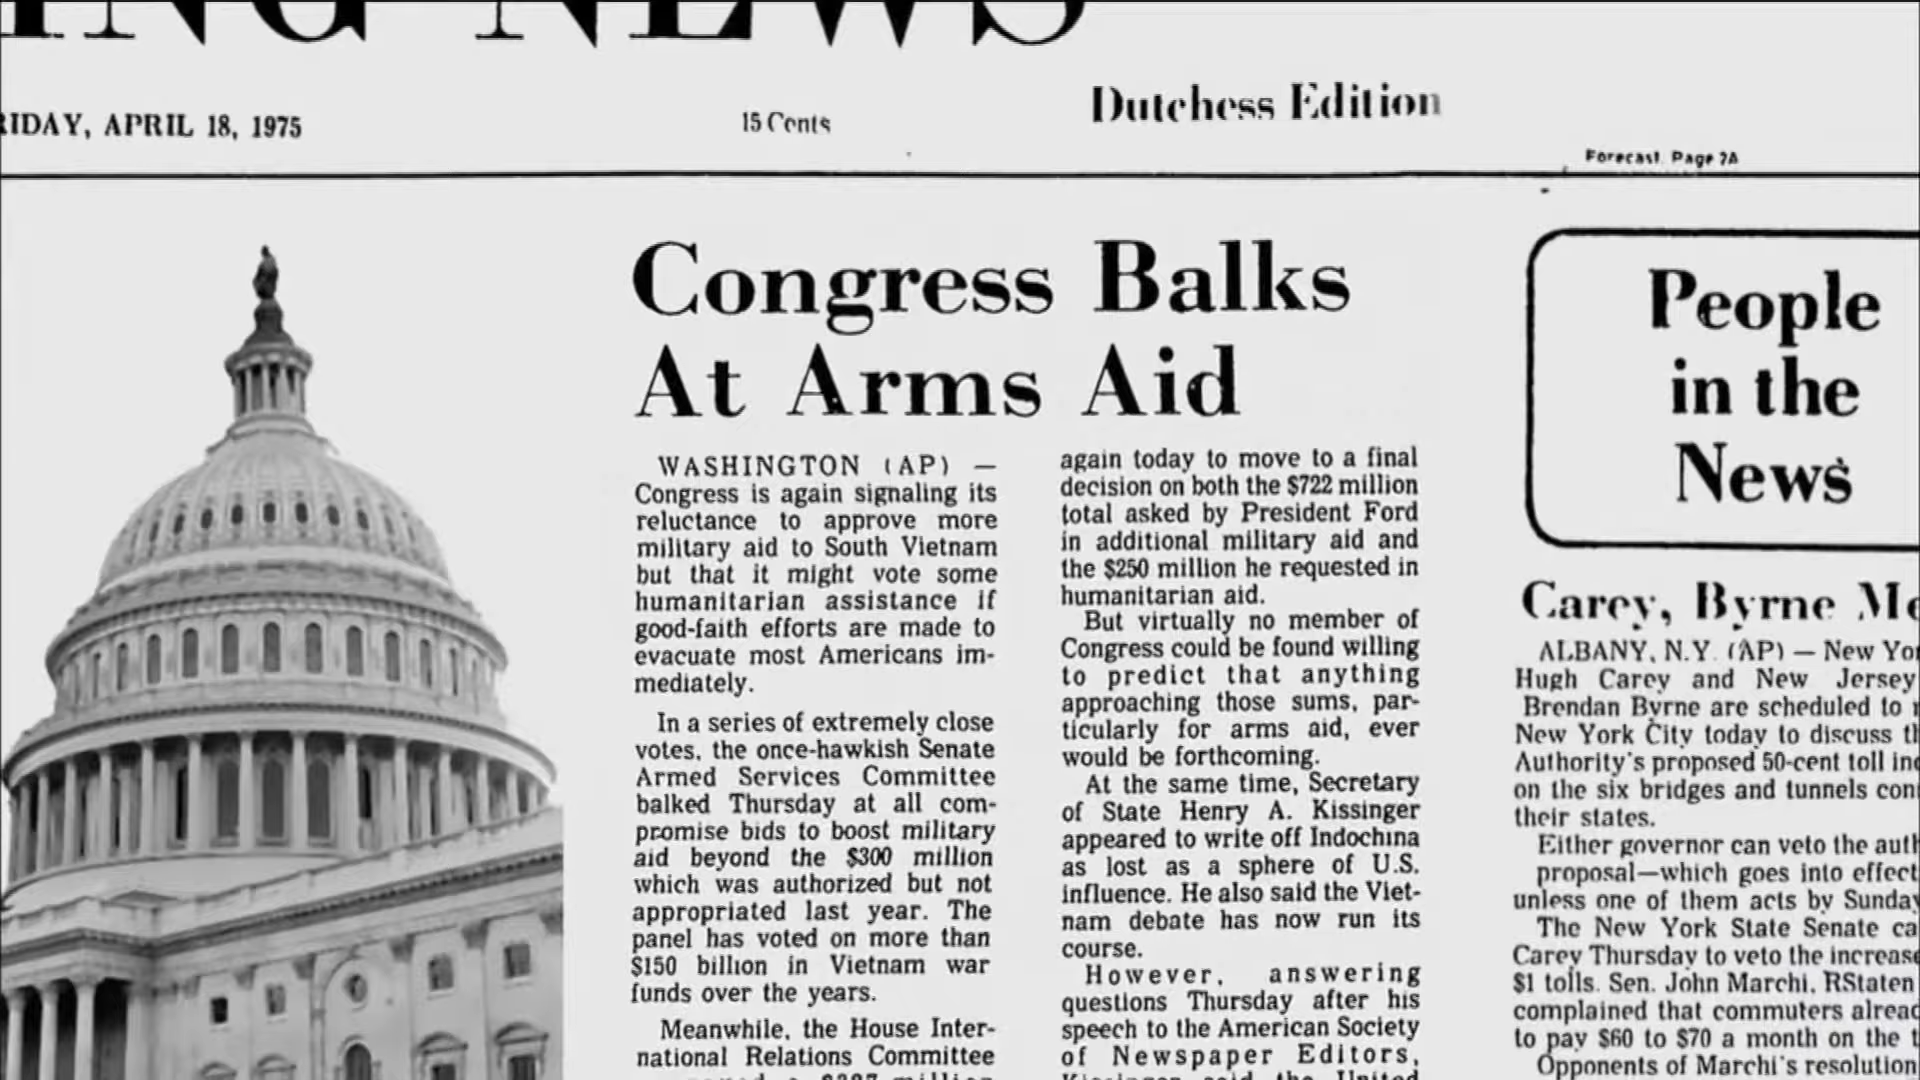 ING NEWS
RIDAY, APRIL 18, 1975
15 Cents
Dutchess Edition
Forecast, Page 2A
Congress Balks
At Arms Aid
WASHINGTON (AP) —
Congress is again signaling its
reluctance to approve more
military aid to South Vietnam
but that it might vote some
humanitarian assistance if
good-faith efforts are made to
evacuate most Americans im-
mediately.
In a series of extremely close
votes, the once-hawkish Senate
Armed Services Committee
balked Thursday at all com-
promise bids to boost military
aid beyond the $300 million
which was authorized but not
appropriated last year. The
panel has voted on more than
$150 billion in Vietnam war
funds over the years.
Meanwhile, the House Inter-
national Relations Committee
again today to move to a final
decision on both the $722 million
total asked by President Ford
in additional military aid and
the $250 million he requested in
humanitarian aid.
But virtually no member of
Congress could be found willing
to predict that anything
approaching those sums, par-
ticularly for arms aid, ever
would be forthcoming.
At the same time, Secretary
of State Henry A. Kissinger
appeared to write off Indochina
as lost as a sphere of U.S.
influence. He also said the Viet-
nam debate has now run its
course.
However, answering
questions Thursday after his
speech to the American Society
of Newspaper Editors,
Kissinger said the United
People
in the
News
Carey, Byrne Me
ALBANY, N.Y. (AP) — New Yor
Hugh Carey and New Jersey
Brendan Byrne are scheduled to
New York City today to discuss th
Authority's proposed 50-cent toll inc
on the six bridges and tunnels con
their states.
Either governor can veto the auth
proposal—which goes into effect
unless one of them acts by Sunday
The New York State Senate ca
Carey Thursday to veto the increase
$1 tolls. Sen. John Marchi, RStaten
complained that commuters alread
to pay $60 to $70 a month on the t
Opponents of Marchi's resolution